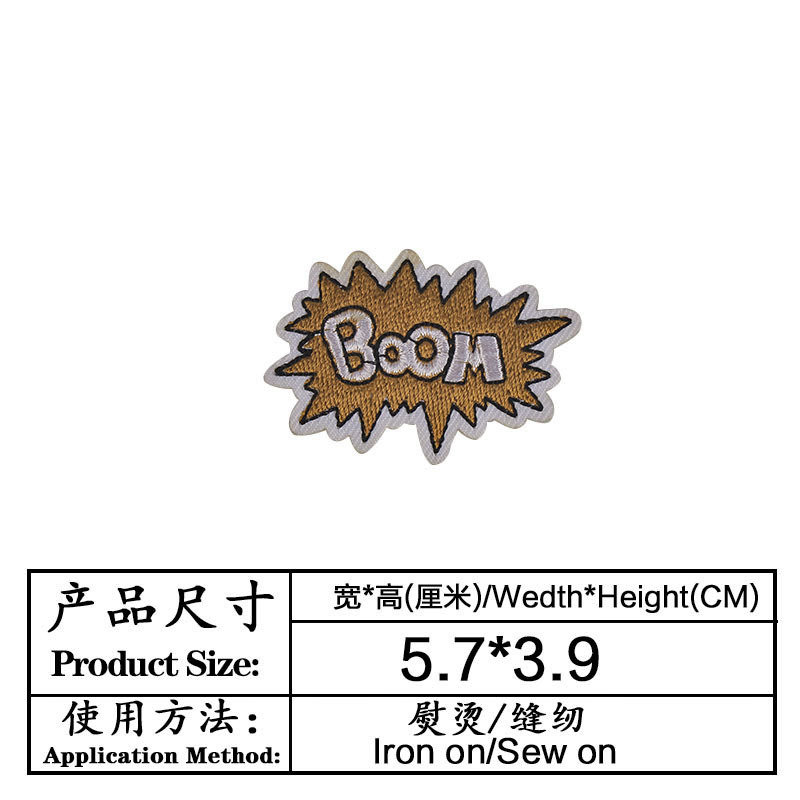 BOOM
产品尺寸
Product Size:
宽*高(厘米)/Wedth*Height(CM)
5.7*3.9
使用方法：
Application Method:
熨烫/缝纫
Iron on/Sew on